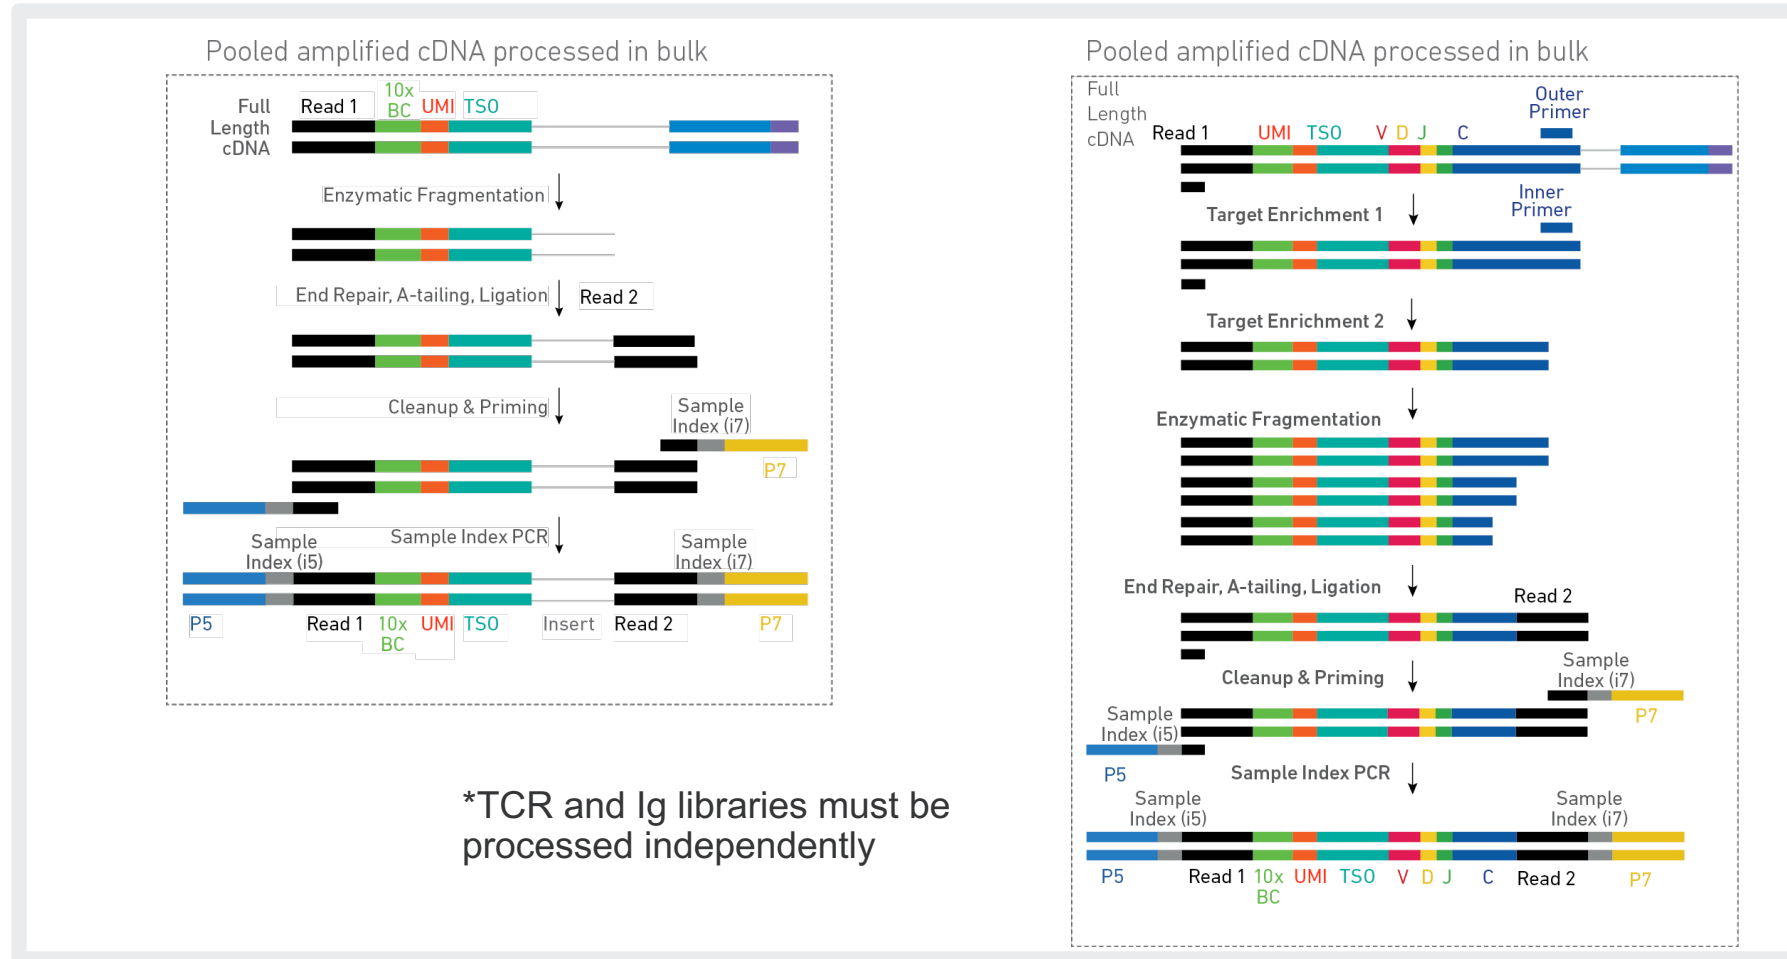 Pooled amplified cDNA processed in bulk
Full
Length
cDNA
Read 1
10x
BC
UMI
TSO
Enzymatic Fragmentation
End Repair, A-tailing, Ligation
Read 2
Cleanup & Priming
Sample
Index (i7)
P7
Sample Index PCR
Sample
Index (i5)
Sample
Index (i7)
P5
Read 1
10x
BC
UMI
TSO
Insert
Read 2
P7
*TCR and Ig libraries must be
processed independently
Pooled amplified cDNA processed in bulk
Full
Length
cDNA
Read 1
UMI
TSO
V
D
J
C
Outer
Primer
Target Enrichment 1
Inner
Primer
Target Enrichment 2
Enzymatic Fragmentation
End Repair, A-tailing, Ligation
Read 2
Cleanup & Priming
Sample
Index (i7)
P7
Sample
Index (i5)
P5
Sample Index PCR
Sample
Index (i5)
Sample
Index (i7)
P5
Read 1
10x
BC
UMI
TSO
V
D
J
C
Read 2
P7